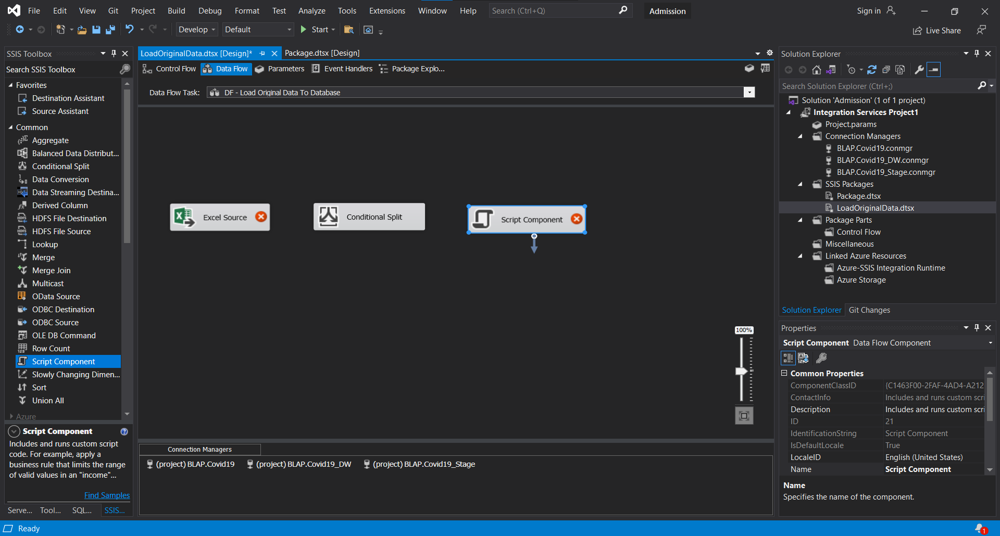 File Edit View Git Project Build Debug Format Test Analyze Tools Extensions Window Help Search (Ctrl+Q) Admission Sign in
Develop Default Start Live Share
SSIS Toolbox
Search SSIS Toolbox
Favorites
Destination Assistant
Source Assistant
Common
Aggregate
Balanced Data Distribut...
Conditional Split
Data Conversion
Data Streaming Destina...
Derived Column
HDFS File Destination
HDFS File Source
Lookup
Merge
Merge Join
Multicast
OData Source
ODBC Destination
ODBC Source
OLE DB Command
Row Count
Script Component
Slowly Changing Dimen...
Sort
Union All
Azure
Script Component
Includes and runs custom script
code. For example, apply a
business rule that limits the range
of valid values in an "income"...
Find Samples
Serve... Tool... SQL... SSIS...
LoadOriginalData.dtsx [Design]* Package.dtsx [Design]
Control Flow Data Flow Parameters Event Handlers Package Explo...
Data Flow Task: DF - Load Original Data To Database
Excel Source
Conditional Split
Script Component
100%
Connection Managers
(project) BLAP.Covid19 (project) BLAP.Covid19_DW (project) BLAP.Covid19_Stage
Solution Explorer
Search Solution Explorer (Ctrl+;)
Solution 'Admission' (1 of 1 project)
Integration Services Project1
Project.params
Connection Managers
BLAP.Covid19.conmgr
BLAP.Covid19_DW.conmgr
BLAP.Covid19_Stage.conmgr
SSIS Packages
Package.dtsx
LoadOriginalData.dtsx
Package Parts
Control Flow
Miscellaneous
Linked Azure Resources
Azure-SSIS Integration Runtime
Azure Storage
Solution Explorer Git Changes
Properties
Script Component Data Flow Component
Common Properties
ComponentClassID {C1463F00-2FAF-4AD4-A212
ContactInfo Includes and runs custom scri
Description Includes and runs custom scri
ID 21
IdentificationString Script Component
IsDefaultLocale True
LocaleID English (United States)
Name Script Component
Name
Specifies the name of the component.
Ready 1